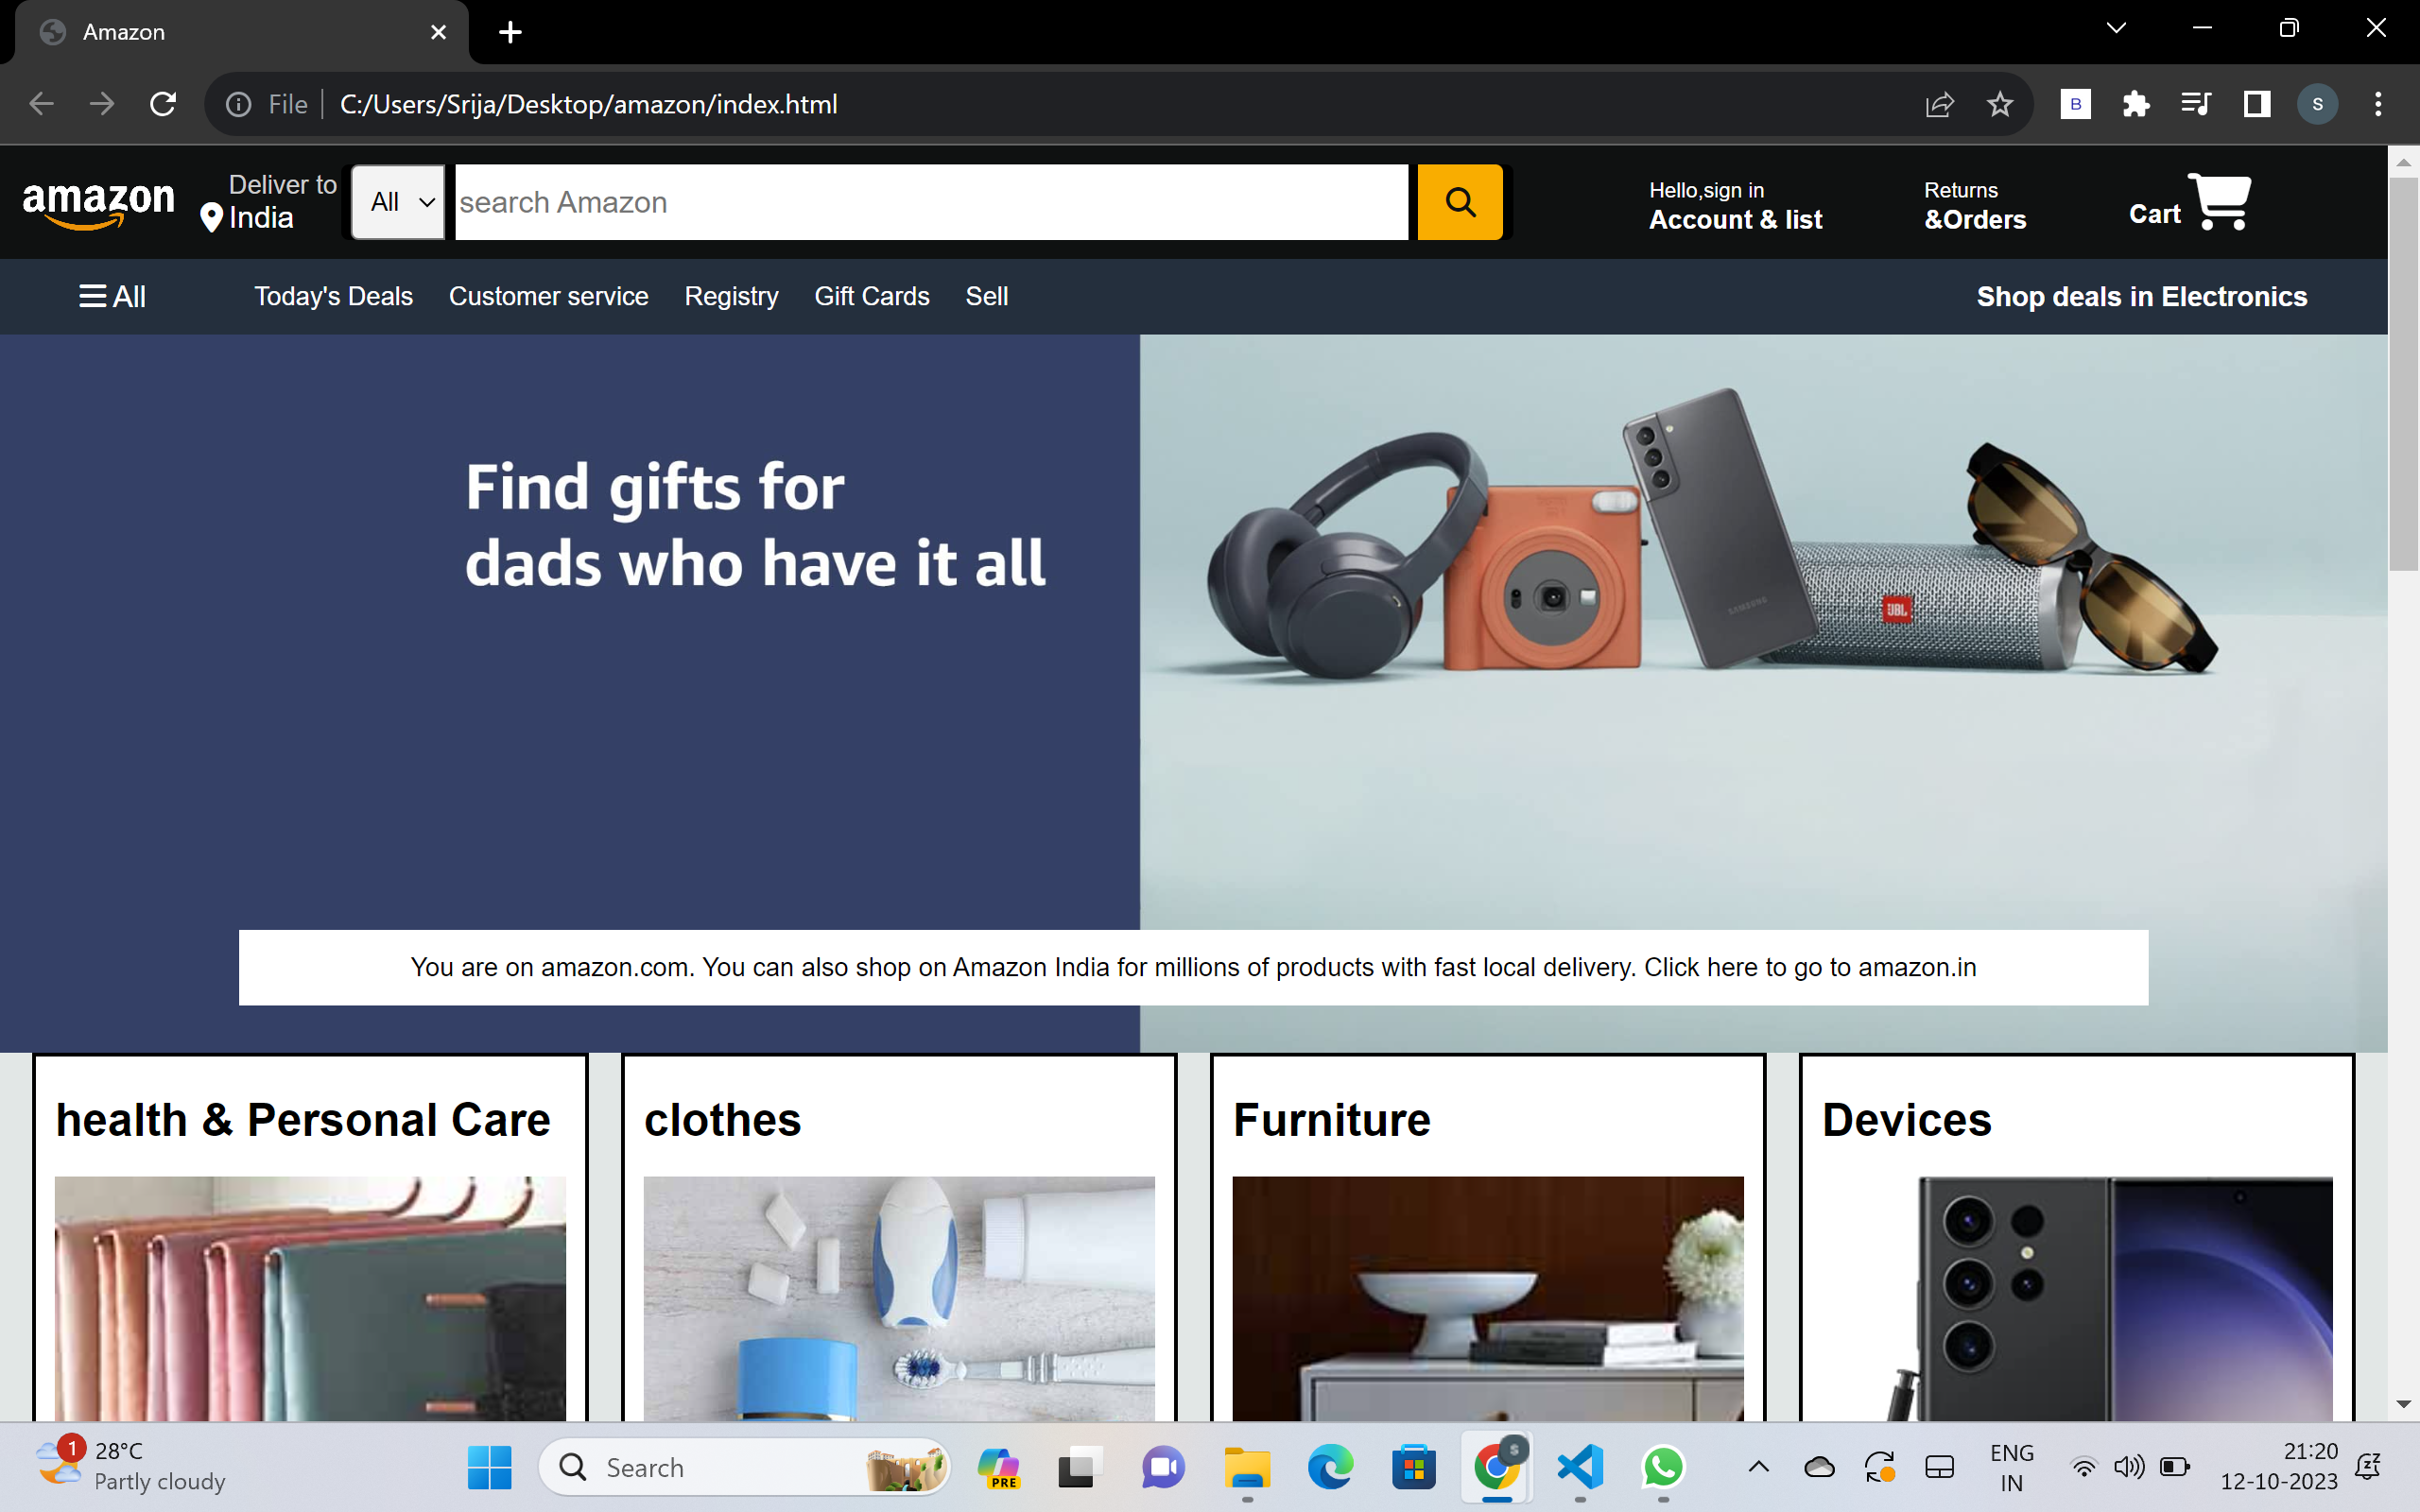 Amazon
File
C:/Users/Srija/Desktop/amazon/index.html
B
S
amazon
Deliver to
India
All
search Amazon
Hello,sign in
Account & list
Returns
&Orders
Cart
All
Today's Deals
Customer service
Registry
Gift Cards
Sell
Shop deals in Electronics
Find gifts for
dads who have it all
SAMSUNG
JBL
You are on amazon.com. You can also shop on Amazon India for millions of products with fast local delivery. Click here to go to amazon.in
health & Personal Care
clothes
Furniture
Devices
1
28°C
Partly cloudy
Search
PRE
S
ENG
IN
21:20
12-10-2023